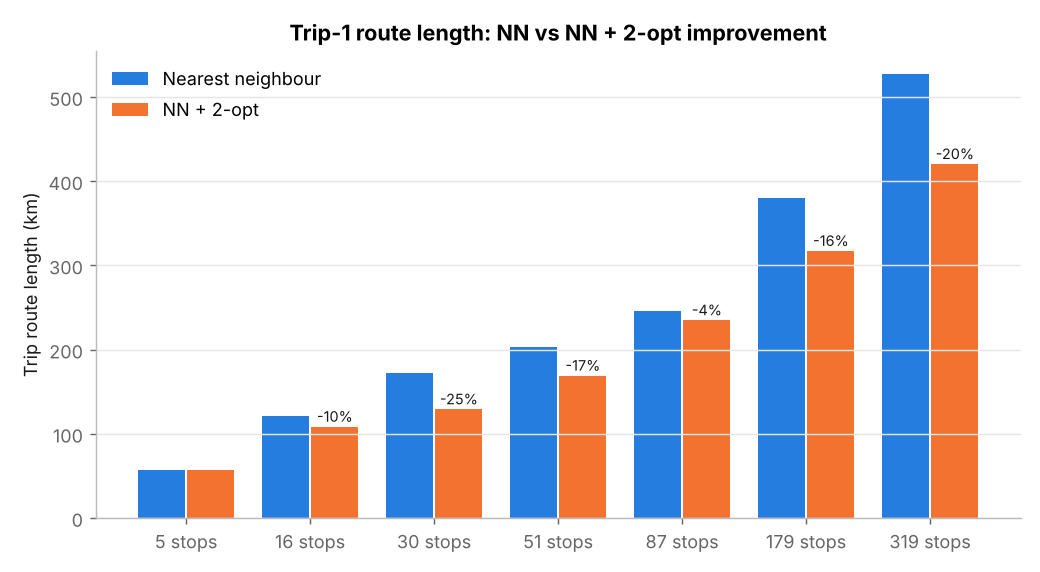 Trip-1 route length: NN vs NN + 2-opt improvement
Nearest neighbour
NN + 2-opt
Trip route length (km)
500
400
300
200
100
0
-10%
-25%
-17%
-4%
-16%
-20%
5 stops
16 stops
30 stops
51 stops
87 stops
179 stops
319 stops